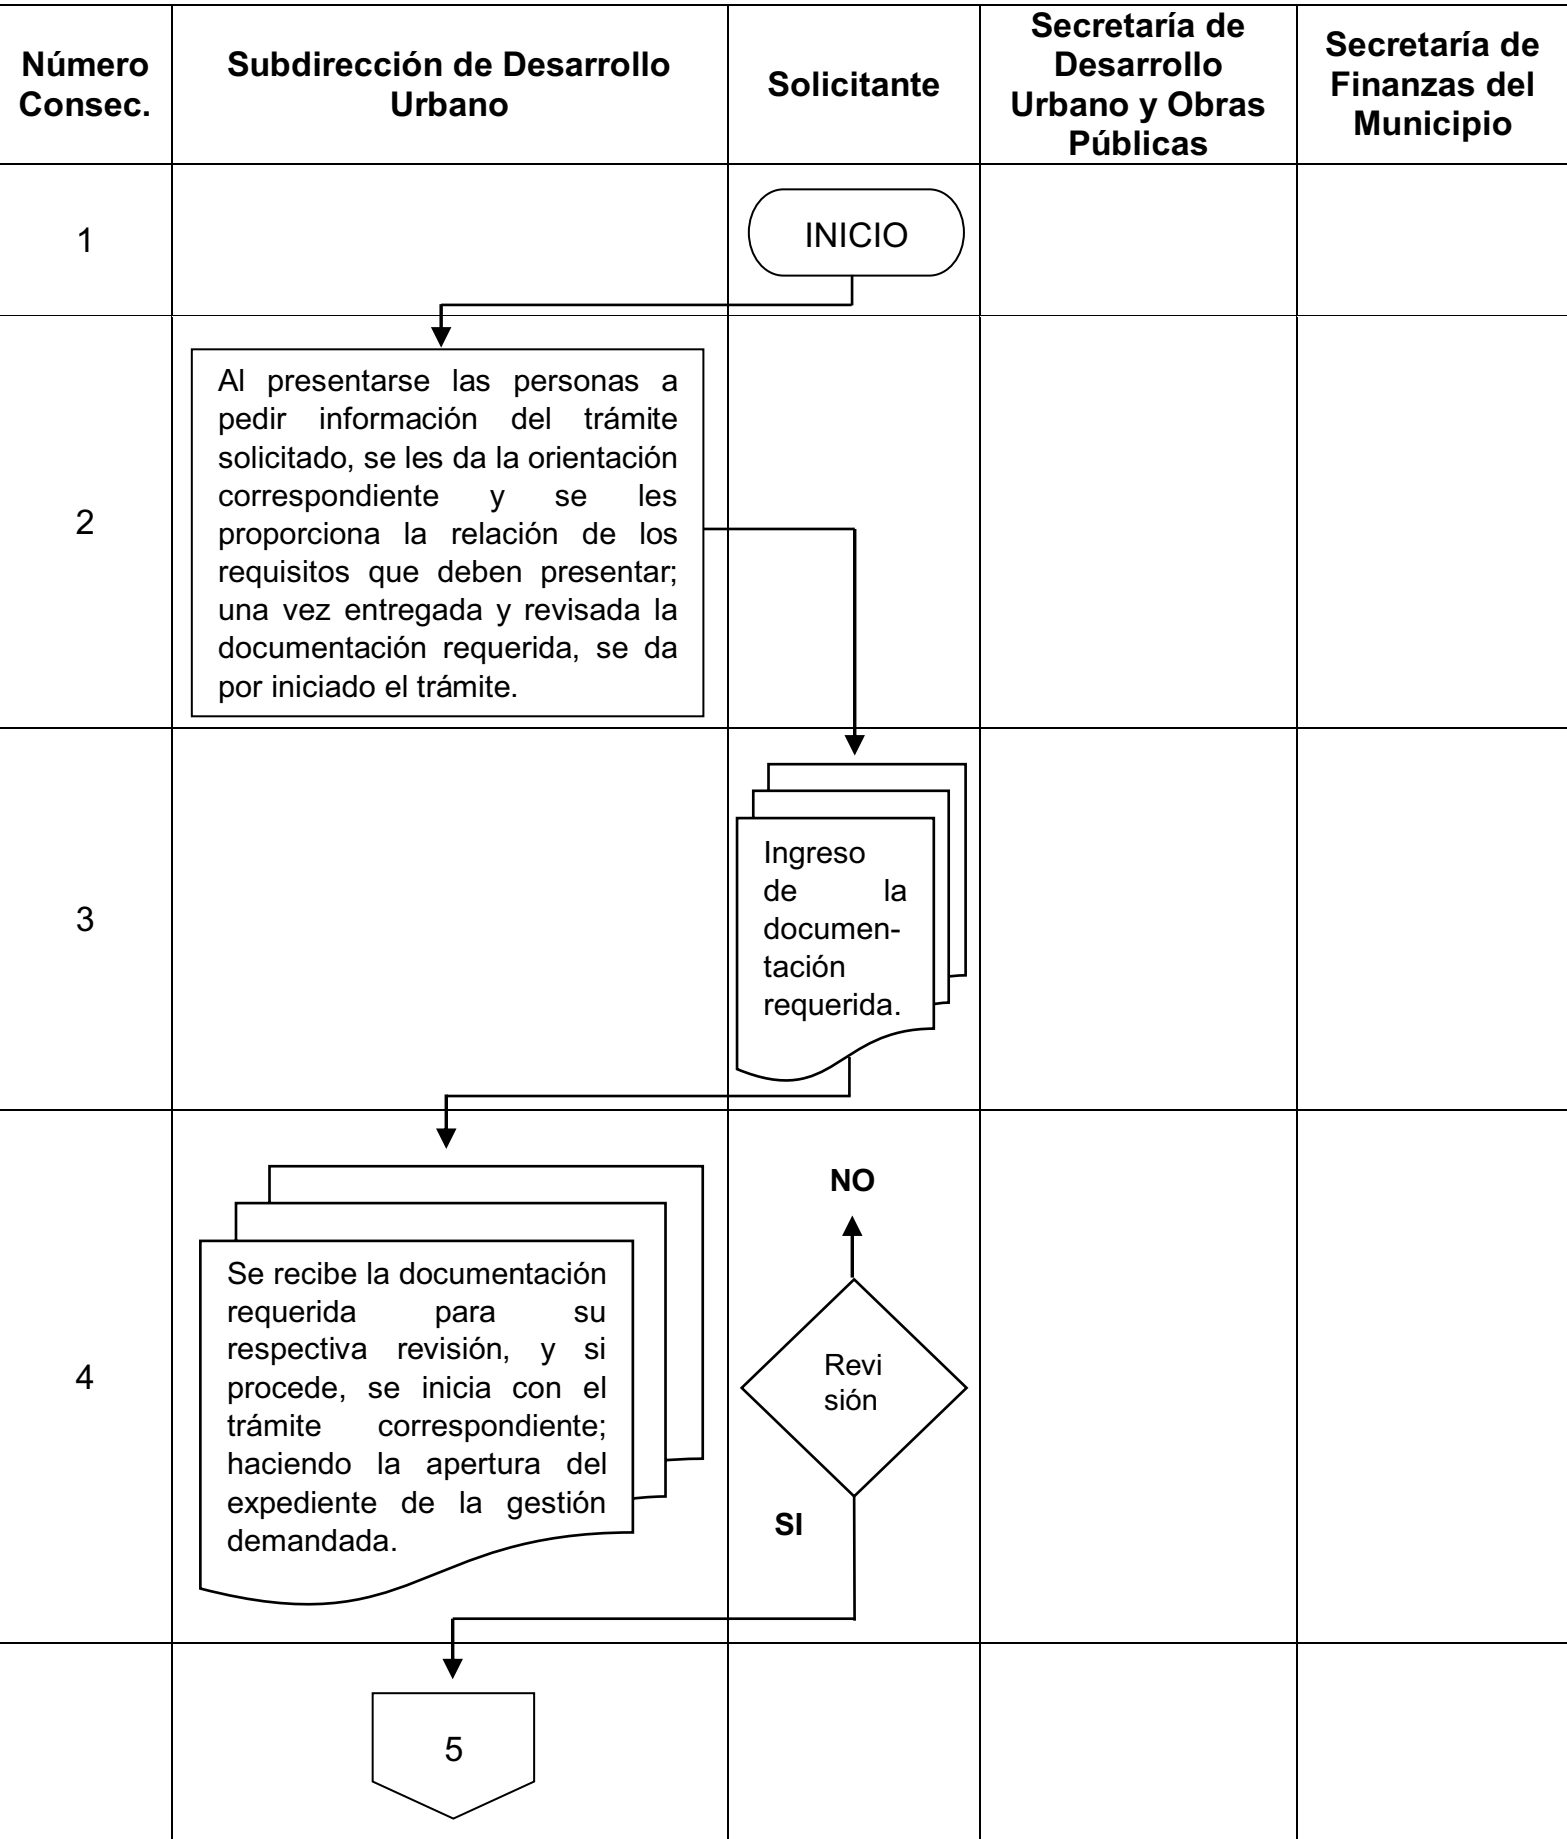 Número
Consec.
Subdirección de Desarrollo
Urbano
Solicitante
Secretaría de
Desarrollo
Urbano y Obras
Públicas
Secretaría de
Finanzas del
Municipio
1
INICIO
2
Al presentarse las personas a
pedir información del trámite
solicitado, se les da la orientación
correspondiente y se les
proporciona la relación de los
requisitos que deben presentar;
una vez entregada y revisada la
documentación requerida, se da
por iniciado el trámite.
3
Ingreso
de la
documen-
tación
requerida.
4
Se recibe la documentación
requerida para su
respectiva revisión, y si
procede, se inicia con el
trámite correspondiente;
haciendo la apertura del
expediente de la gestión
demandada.
NO
Revi
sión
SI
5